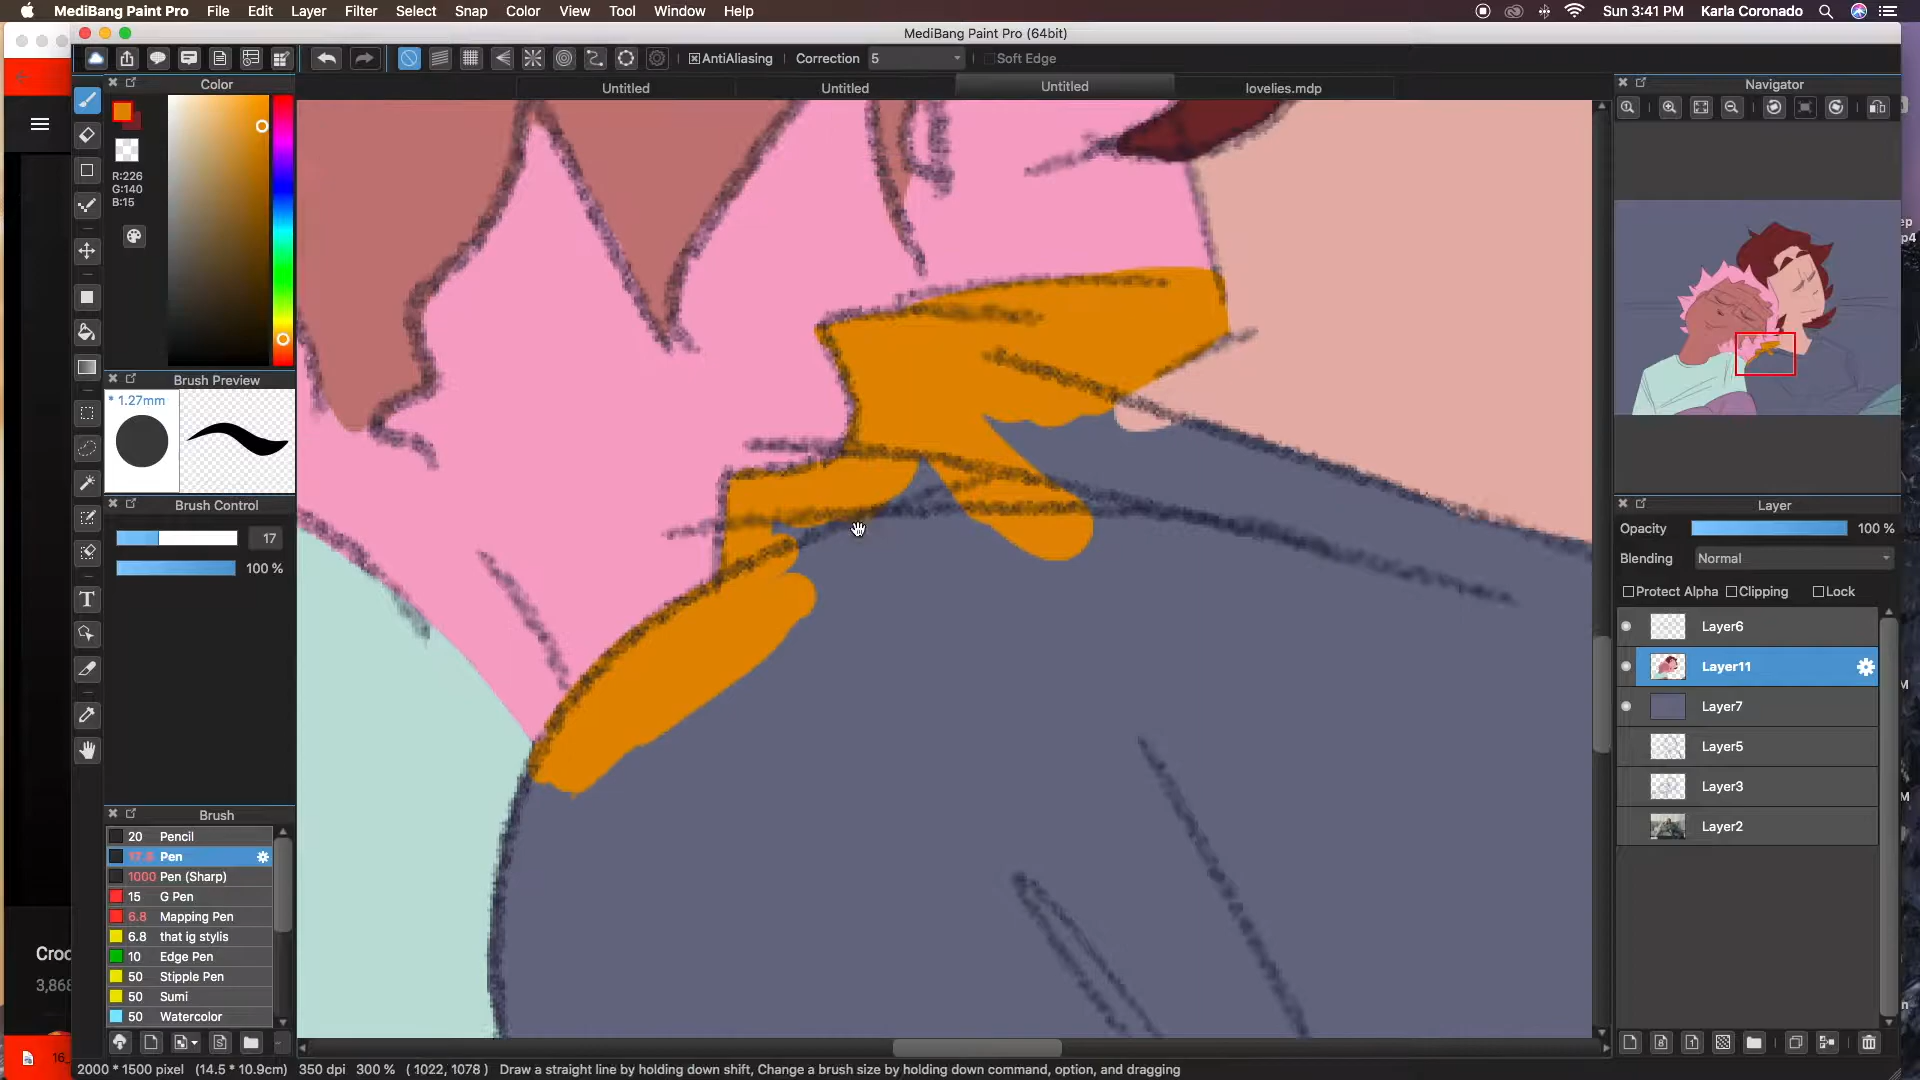 MediBang Paint Pro File Edit Layer Filter Select Snap Color View Tool Window Help
Sun 3:41 PM Karla Coronado
MediBang Paint Pro (64bit)
AntiAliasing Correction 5 Soft Edge
Untitled Untitled Untitled lovelies.mdp
Color
R:226
G:140
B:15
Brush Preview
* 1.27mm
Brush Control
17
100 %
Brush
20 Pencil
Pen
1000 Pen (Sharp)
15 G Pen
6.8 Mapping Pen
6.8 that ig stylis
10 Edge Pen
50 Stipple Pen
50 Sumi
50 Watercolor
Navigator
Layer
Opacity 100 %
Blending Normal
Protect Alpha Clipping Lock
Layer6
Layer11
Layer7
Layer5
Layer3
Layer2
Croc
3,868
16_
ep
p4
2000 * 1500 pixel (14.5 * 10.9cm) 350 dpi 300 % ( 1022, 1078 ) Draw a straight line by holding down shift, Change a brush size by holding down command, option, and dragging